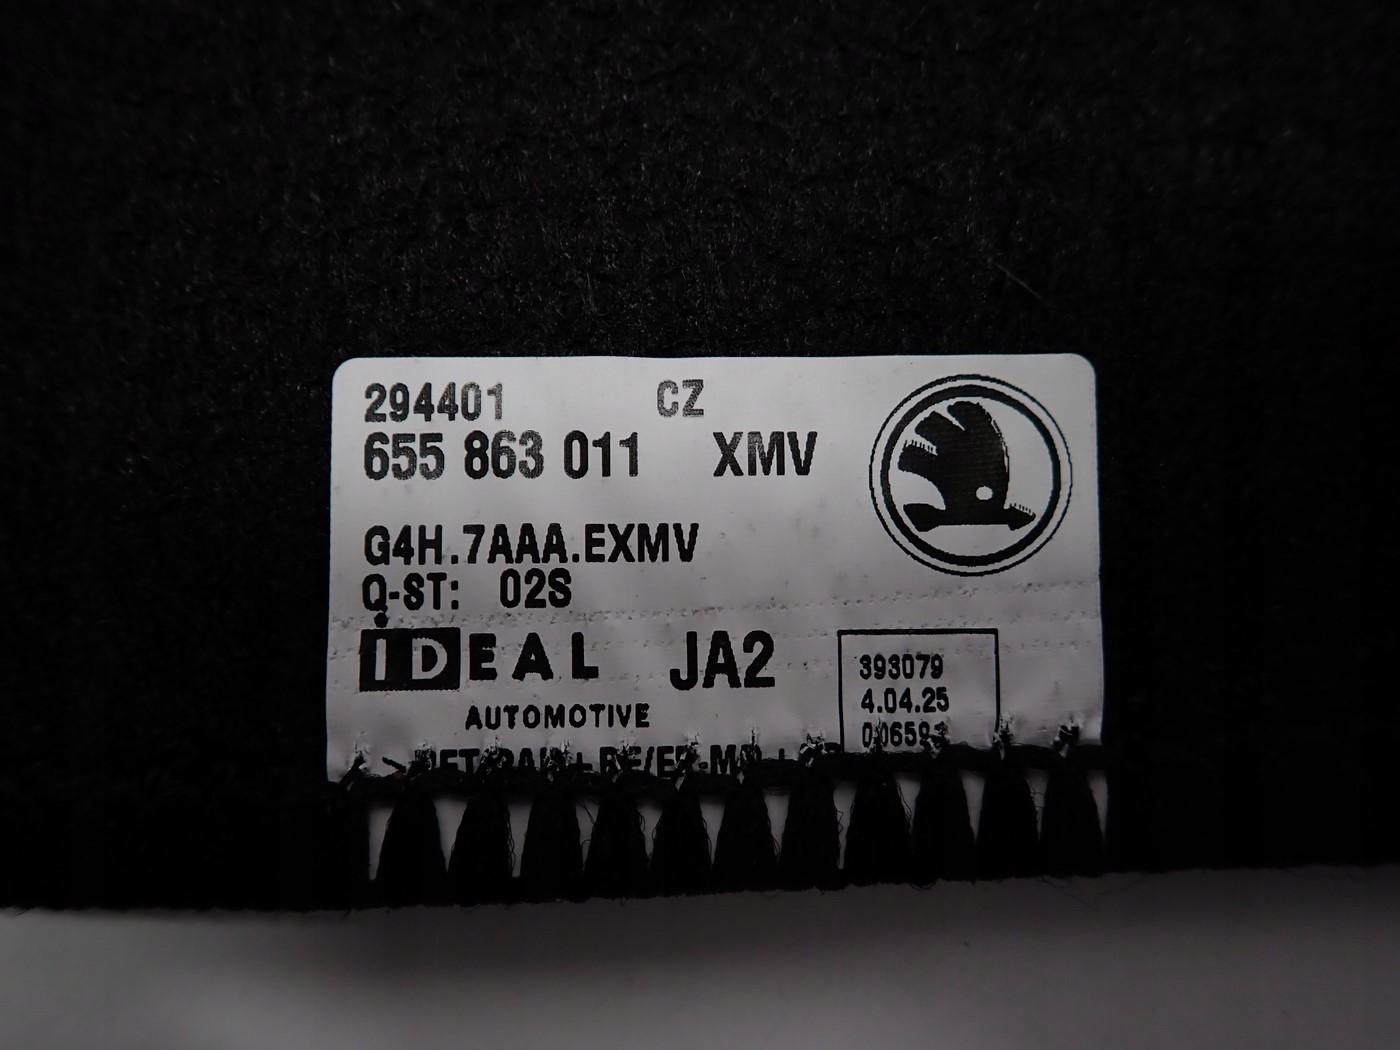 294401 CZ
655 863 011 XMV
G4H.7AAA.EXMV
Q-ST: 02S
IDEAL JA2
AUTOMOTIVE
393079
4.04.25